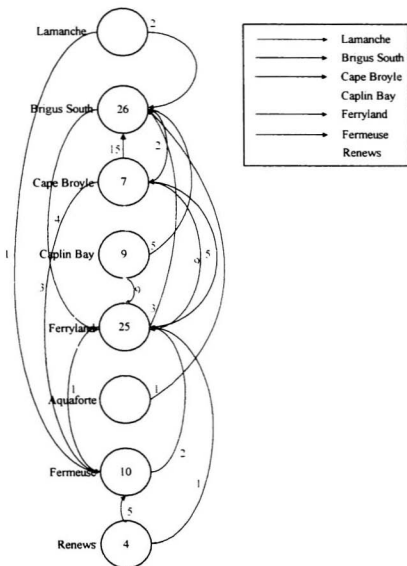 Lamanche
2
Brigus South
26
15
2
Cape Broyle
7
4
5
9
5
1
Caplin Bay
9
9
3
3
Ferryland
25
1
Aquaforte
1
Fermeuse
10
2
1
5
Renews
4
Lamanche
Brigus South
Cape Broyle
Caplin Bay
Ferryland
Fermeuse
Renews